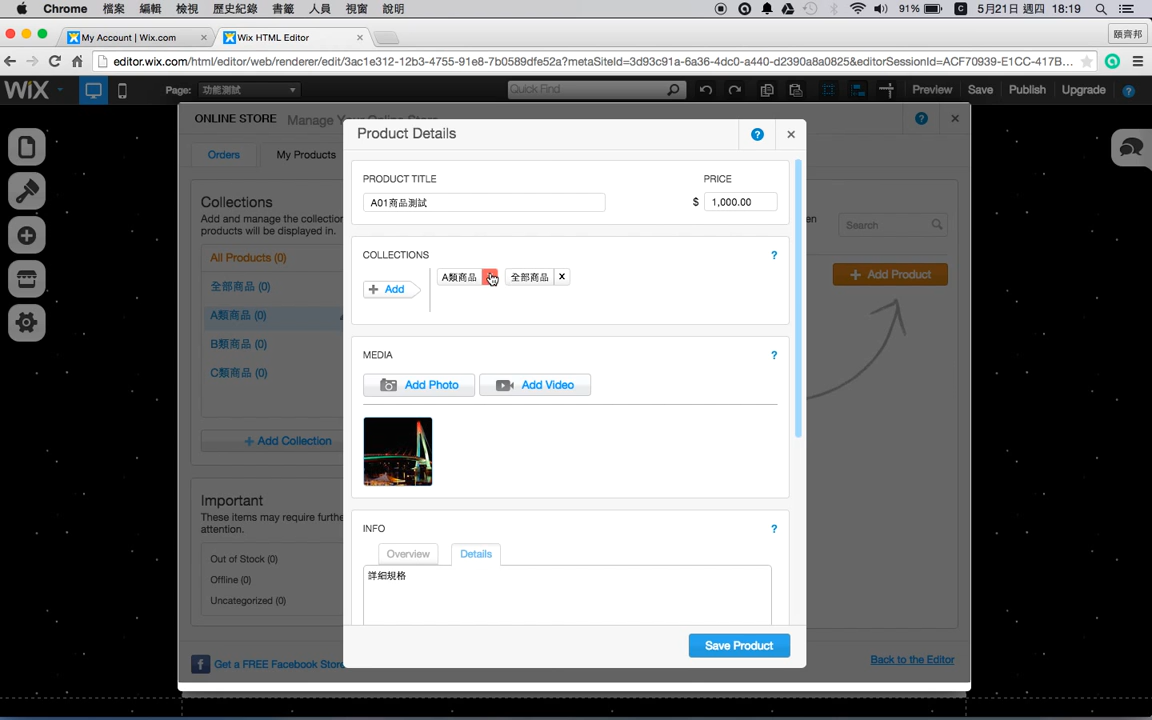 Chrome 檔案 編輯 檢視 歷史紀錄 書籤 人員 視窗 說明 91% 5月21日 週四 18:19
My Account | Wix.com × Wix HTML Editor × 願齊邦
editor.wix.com/html/editor/web/renderer/edit/3ac1e312-12b3-4755-91e8-7b0589dfe52a?metaSiteId=3d93c91a-6a36-4dc0-a440-d2390a8a0825&editorSessionId=ACF70939-E1CC-417B...
WiX Page: 功能測試 Quick Find Preview Save Publish Upgrade ?
ONLINE STORE Manage Your Online Store ? ×
Orders My Products
Collections
Add and manage the collection
products will be displayed in.
All Products (0)
全部商品 (0)
A類商品 (0)
B類商品 (0)
C類商品 (0)
+ Add Collection
Important
These items may require furthe
attention.
Out of Stock (0)
Offline (0)
Uncategorized (0)
Get a FREE Facebook Store
Product Details ? ×
PRODUCT TITLE PRICE
A01商品測試 $ 1,000.00
COLLECTIONS ?
+ Add A類商品 全部商品 x
MEDIA ?
Add Photo Add Video
INFO ?
Overview Details
詳細規格
Save Product
en
Search
+ Add Product
Back to the Editor